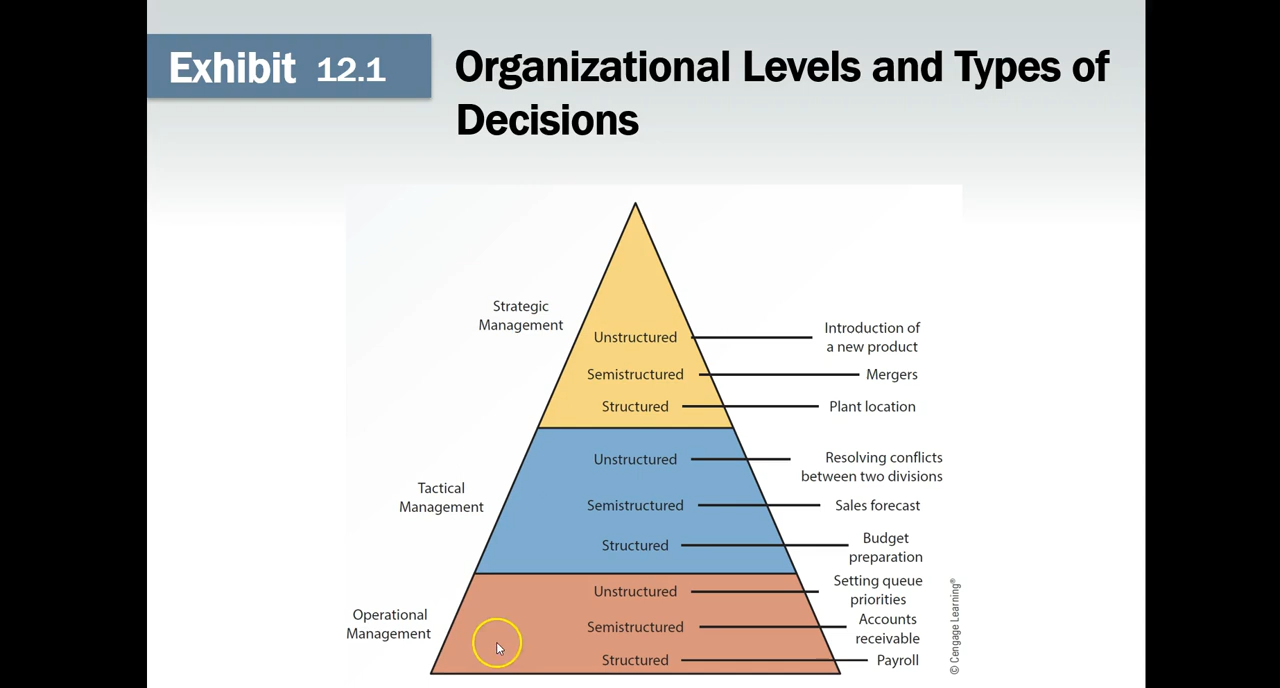 Exhibit 12.1
Organizational Levels and Types of
Decisions
Strategic
Management
Unstructured
Introduction of
a new product
Semistructured
Mergers
Structured
Plant location
Tactical
Management
Unstructured
Resolving conflicts
between two divisions
Semistructured
Sales forecast
Structured
Budget
preparation
Operational
Management
Unstructured
Setting queue
priorities
Semistructured
Accounts
receivable
Structured
Payroll
© Cengage Learning®